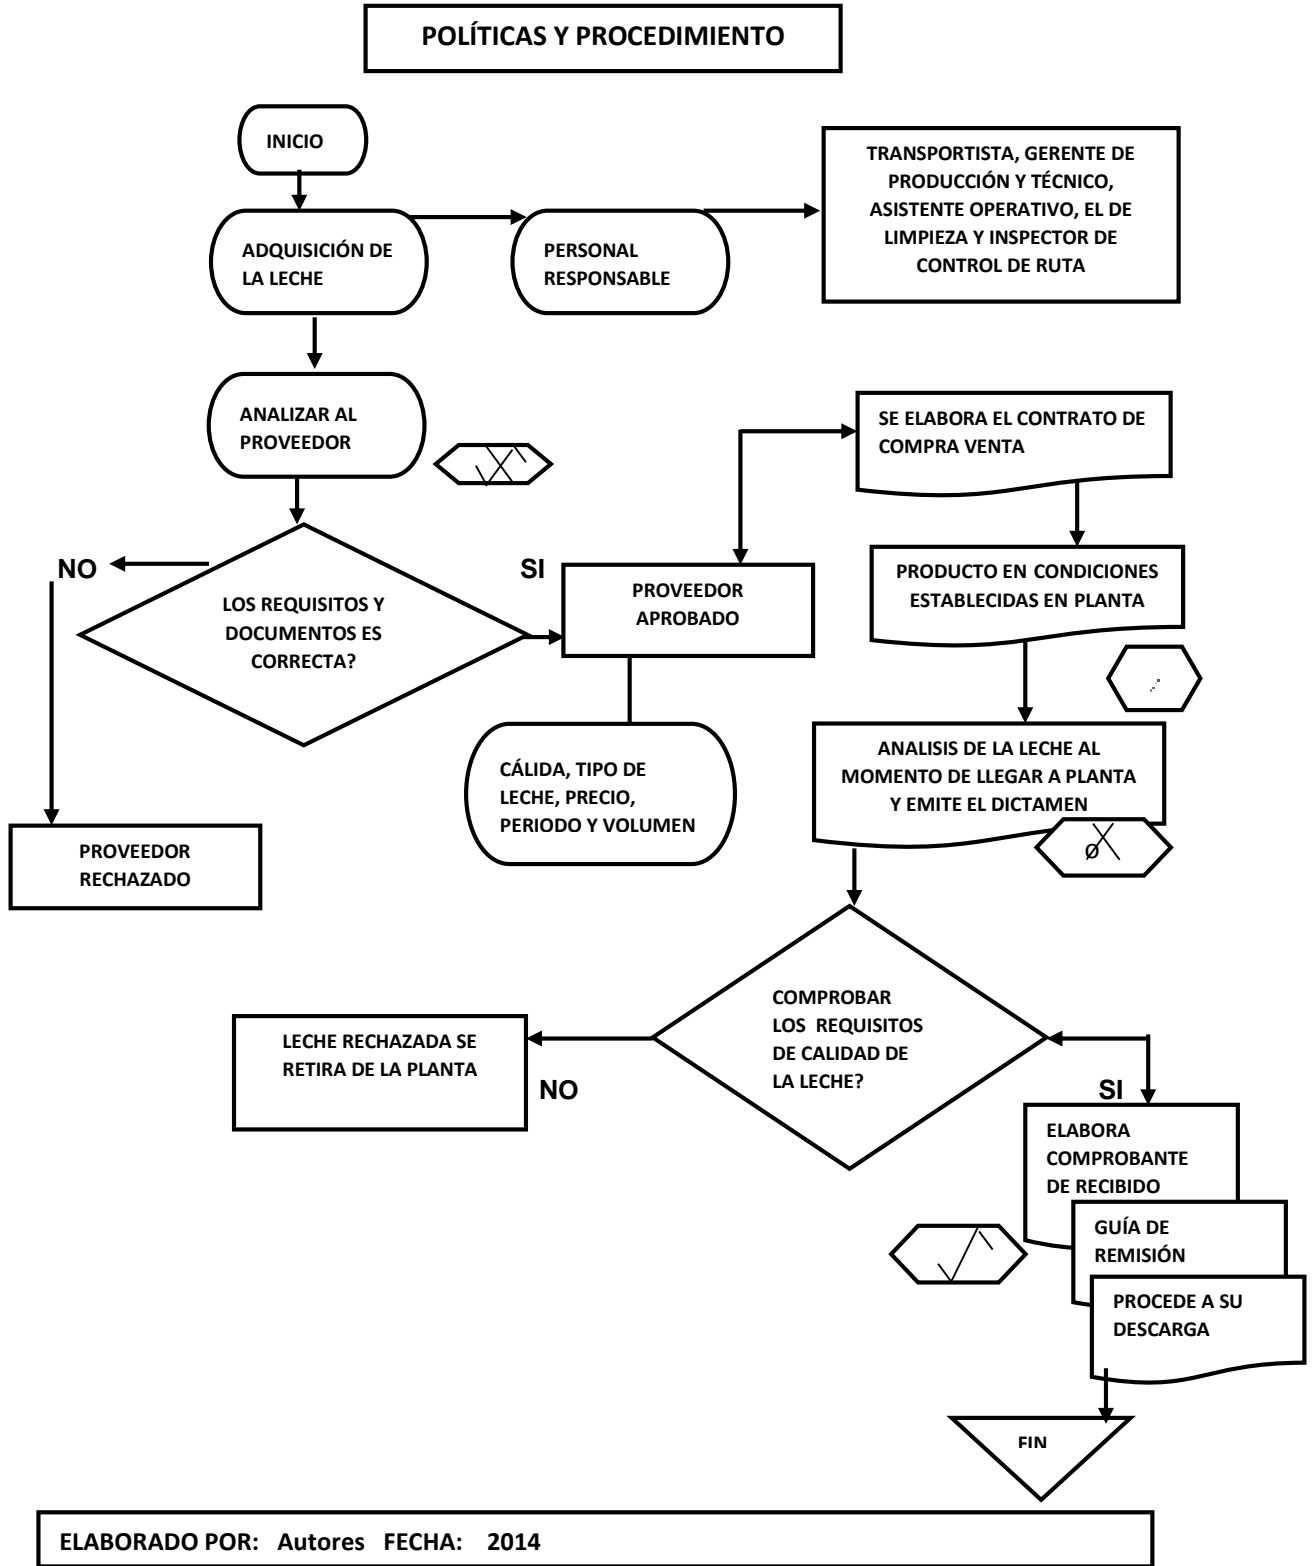 POLÍTICAS Y PROCEDIMIENTO
INICIO
ADQUISICIÓN DE
LA LECHE
PERSONAL
RESPONSABLE
TRANSPORTISTA, GERENTE DE
PRODUCCIÓN Y TÉCNICO,
ASISTENTE OPERATIVO, EL DE
LIMPIEZA Y INSPECTOR DE
CONTROL DE RUTA
ANALIZAR AL
PROVEEDOR
SE ELABORA EL CONTRATO DE
COMPRA VENTA
NO
LOS REQUISITOS Y
DOCUMENTOS ES
CORRECTA?
SI
PROVEEDOR
APROBADO
PRODUCTO EN CONDICIONES
ESTABLECIDAS EN PLANTA
CÁLIDA, TIPO DE
LECHE, PRECIO,
PERIODO Y VOLUMEN
ANALISIS DE LA LECHE AL
MOMENTO DE LLEGAR A PLANTA
Y EMITE EL DICTAMEN
PROVEEDOR
RECHAZADO
COMPROBAR
LOS  REQUISITOS
DE CALIDAD DE
LA LECHE?
LECHE RECHAZADA SE
RETIRA DE LA PLANTA
NO
SI
ELABORA
COMPROBANTE
DE RECIBIDO
GUÍA DE
REMISIÓN
PROCEDE A SU
DESCARGA
FIN
ELABORADO POR:   Autores   FECHA:    2014